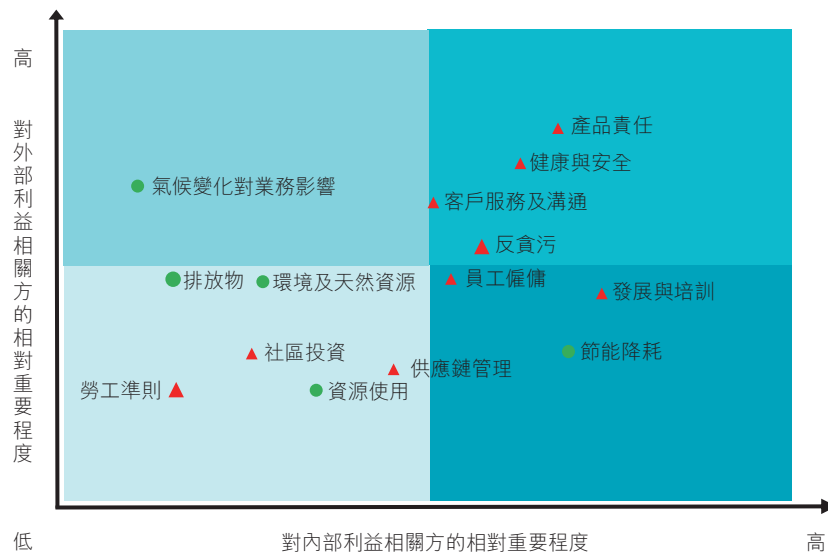 高
對外部利益相關方的相對重要程度
產品責任
健康與安全
氣候變化對業務影響
客戶服務及溝通
反貪污
排放物
環境及天然資源
員工僱傭
發展與培訓
社區投資
供應鏈管理
節能降耗
勞工準則
資源使用
低
對內部利益相關方的相對重要程度
高